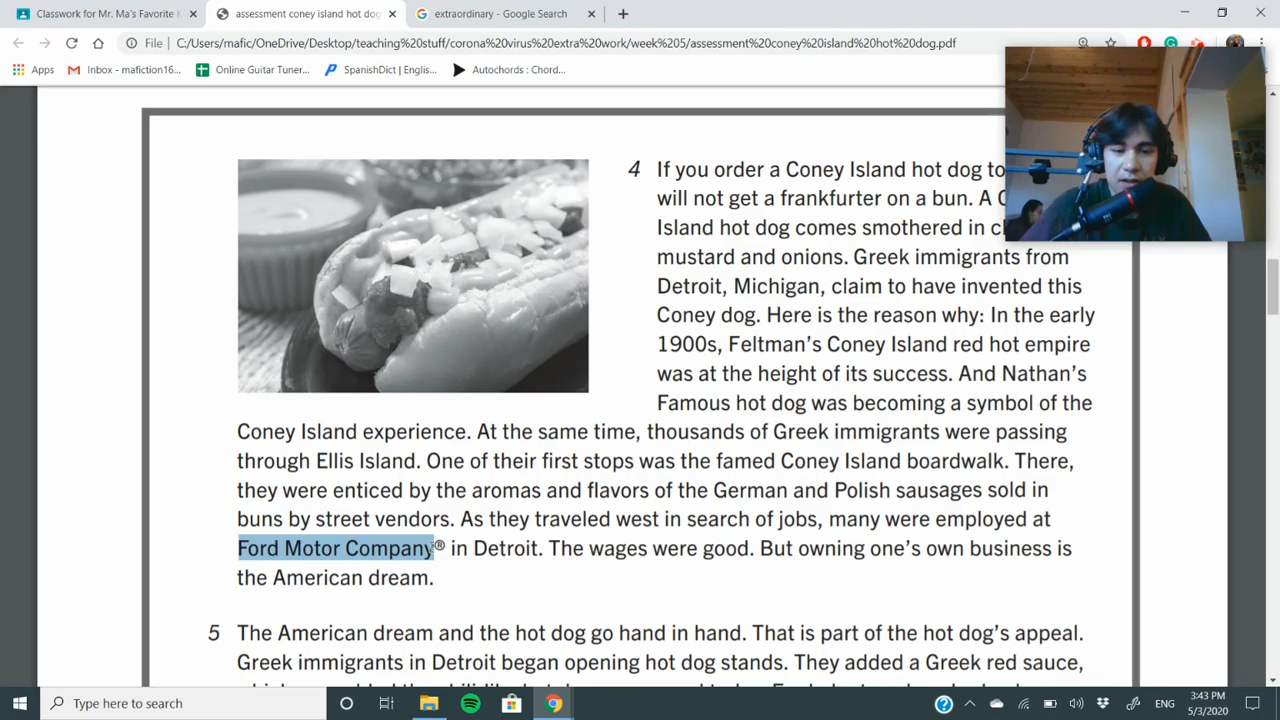 Classwork for Mr. Ma's Favorite
assessment coney island hot dog
extraordinary - Google Search
File
C:/Users/mafic/OneDrive/Desktop/teaching%20stuff/corona%20virus%20extra%20work/week%205/assessment%20coney%20island%20hot%20dog.pdf
Apps
Inbox - mafiction16...
Online Guitar Tuner...
SpanishDict | Englis...
Autochords : Chord...
4 If you order a Coney Island hot dog
will not get a frankfurter on a bun. A
Island hot dog comes smothered in
mustard and onions. Greek immigrants from
Detroit, Michigan, claim to have invented this
Coney dog. Here is the reason why: In the early
1900s, Feltman's Coney Island red hot empire
was at the height of its success. And Nathan's
Famous hot dog was becoming a symbol of the
Coney Island experience. At the same time, thousands of Greek immigrants were passing
through Ellis Island. One of their first stops was the famed Coney Island boardwalk. There,
they were enticed by the aromas and flavors of the German and Polish sausages sold in
buns by street vendors. As they traveled west in search of jobs, many were employed at
Ford Motor Company® in Detroit. The wages were good. But owning one's own business is
the American dream.
5 The American dream and the hot dog go hand in hand. That is part of the hot dog's appeal.
Greek immigrants in Detroit began opening hot dog stands. They added a Greek red sauce,
Type here to search
ENG
3:43 PM
5/3/2020